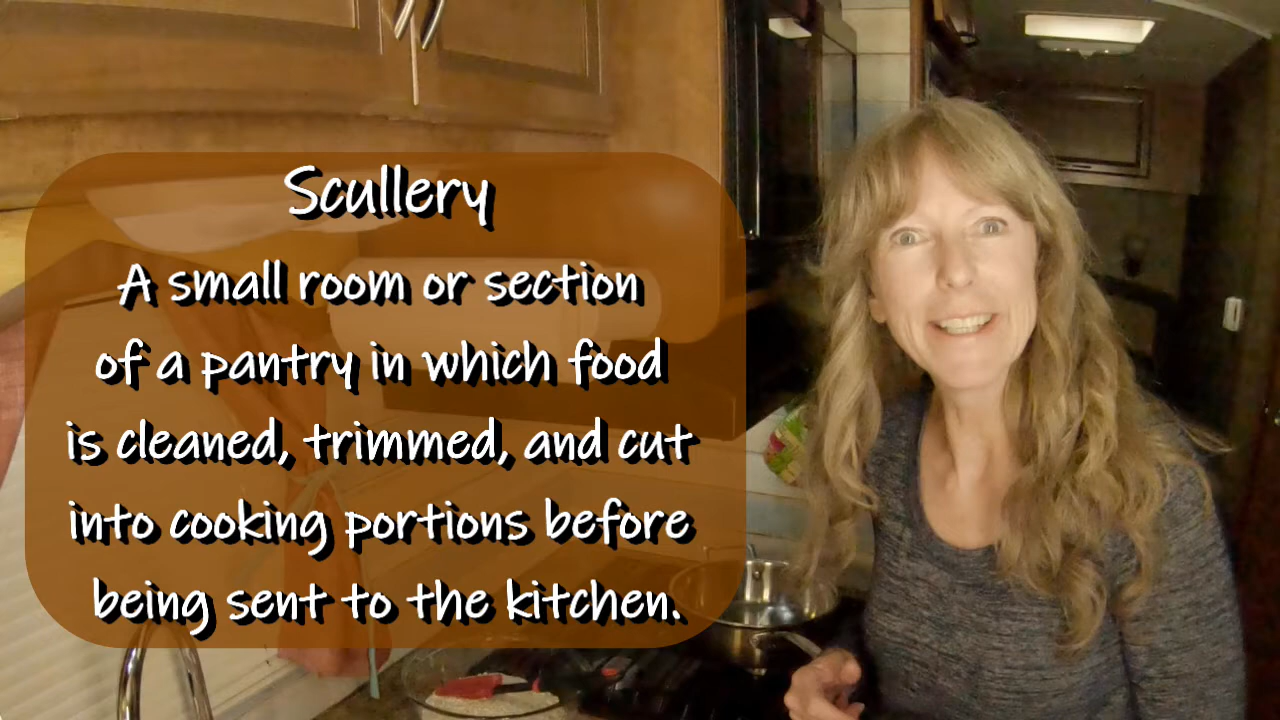 Scullery
A small room or section
of a pantry in which food
is cleaned, trimmed, and cut
into cooking portions before
being sent to the kitchen.